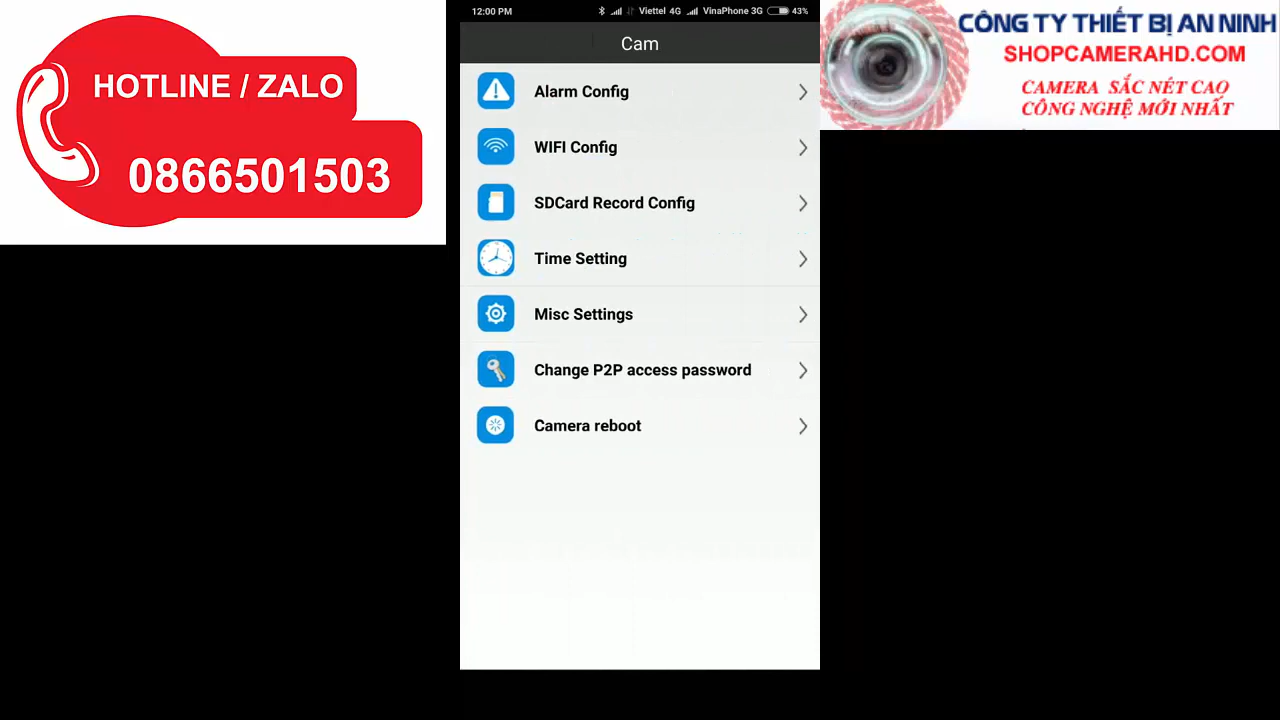 HOTLINE / ZALO
0866501503
12:00 PM Viettel 4G VinaPhone 3G 43%
Cam
Alarm Config
WIFI Config
SDCard Record Config
Time Setting
Misc Settings
Change P2P access password
Camera reboot
CÔNG TY THIẾT BỊ AN NINH
SHOPCAMERAHD.COM
CAMERA SẮC NÉT CAO
CÔNG NGHỆ MỚI NHẤT